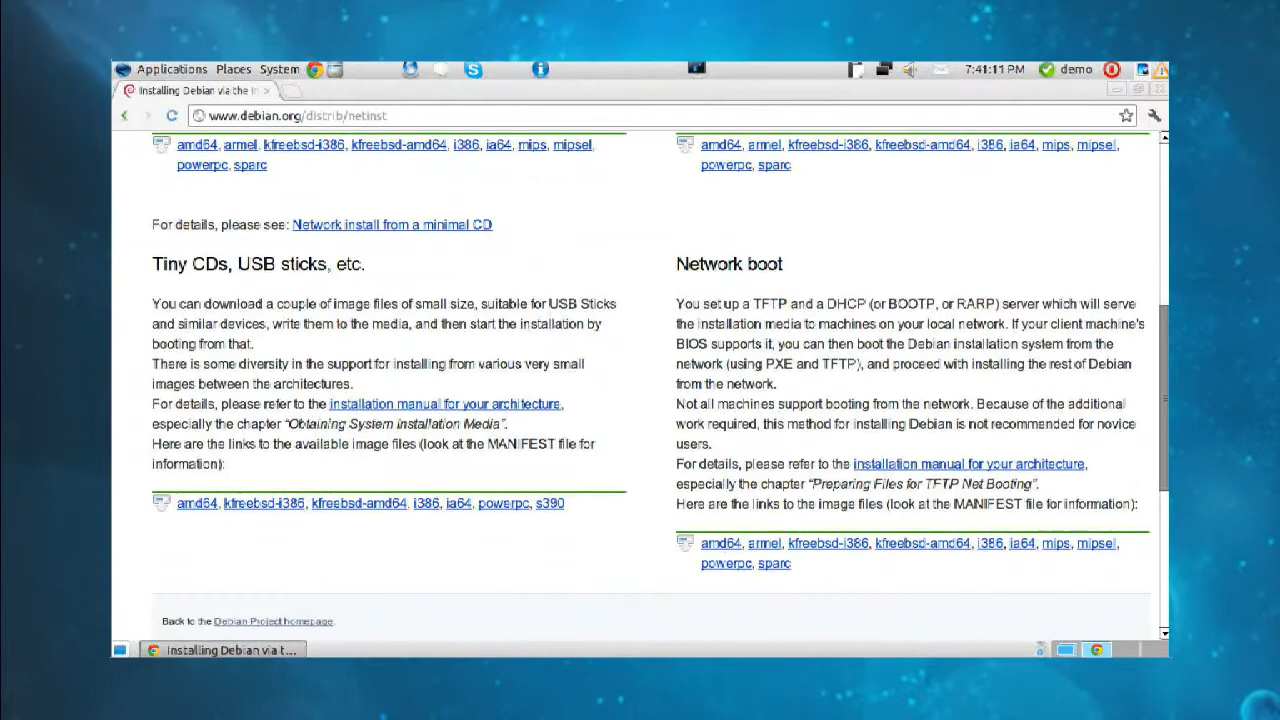 Applications Places System
7:41:11 PM demo
Installing Debian via the In
www.debian.org/distrib/netinst
amd64, armel, kfreebsd-i386, kfreebsd-amd64, i386, ia64, mips, mipsel,
powerpc, sparc
amd64, armel, kfreebsd-i386, kfreebsd-amd64, i386, ia64, mips, mipsel,
powerpc, sparc
For details, please see: Network install from a minimal CD
Tiny CDs, USB sticks, etc.
You can download a couple of image files of small size, suitable for USB Sticks
and similar devices, write them to the media, and then start the installation by
booting from that.
There is some diversity in the support for installing from various very small
images between the architectures.
For details, please refer to the installation manual for your architecture,
especially the chapter “Obtaining System Installation Media”.
Here are the links to the available image files (look at the MANIFEST file for
information):
amd64, kfreebsd-i386, kfreebsd-amd64, i386, ia64, powerpc, s390
Network boot
You set up a TFTP and a DHCP (or BOOTP, or RARP) server which will serve
the installation media to machines on your local network. If your client machine's
BIOS supports it, you can then boot the Debian installation system from the
network (using PXE and TFTP), and proceed with installing the rest of Debian
from the network.
Not all machines support booting from the network. Because of the additional
work required, this method for installing Debian is not recommended for novice
users.
For details, please refer to the installation manual for your architecture,
especially the chapter “Preparing Files for TFTP Net Booting”.
Here are the links to the image files (look at the MANIFEST file for information):
amd64, armel, kfreebsd-i386, kfreebsd-amd64, i386, ia64, mips, mipsel,
powerpc, sparc
Back to the Debian Project homepage.
Installing Debian via t...